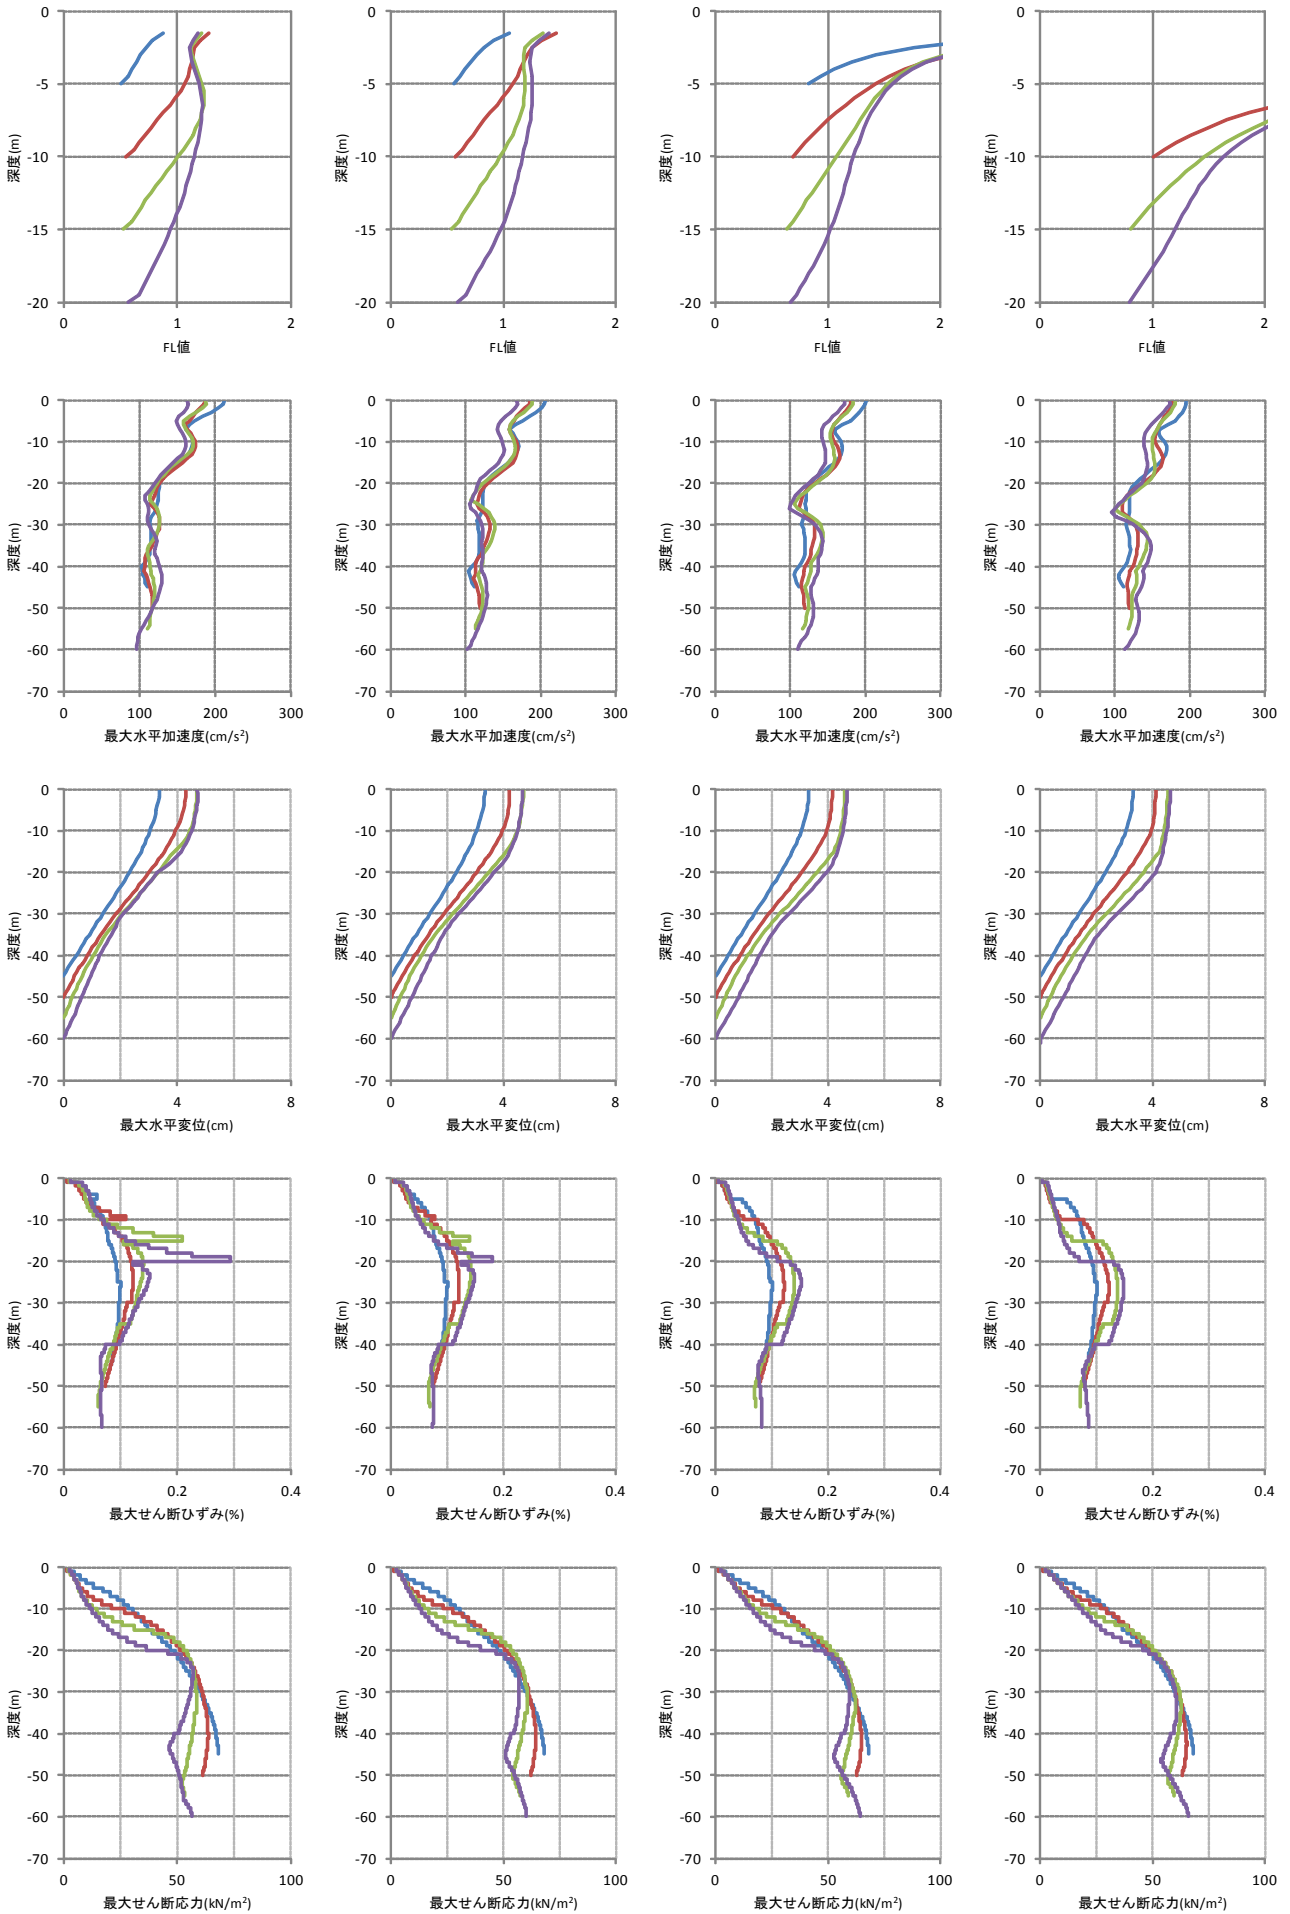 0 0 0 0
-5 -5 -5 -5
深度(m) 深度(m) 深度(m) 深度(m)
-10 -10 -10 -10
-15 -15 -15 -15
-20 -20 -20 -20
0 1 2 0 1 2 0 1 2 0 1 2
FL値 FL値 FL値 FL値
0 0 0 0
-10 -10 -10 -10
-20 -20 -20 -20
-30 -30 -30 -30
深度(m) 深度(m) 深度(m) 深度(m)
-40 -40 -40 -40
-50 -50 -50 -50
-60 -60 -60 -60
-70 -70 -70 -70
0 100 200 300 0 100 200 300 0 100 200 300 0 100 200 300
最大水平加速度(cm/s²) 最大水平加速度(cm/s²) 最大水平加速度(cm/s²) 最大水平加速度(cm/s²)
0 0 0 0
-10 -10 -10 -10
-20 -20 -20 -20
-30 -30 -30 -30
深度(m) 深度(m) 深度(m) 深度(m)
-40 -40 -40 -40
-50 -50 -50 -50
-60 -60 -60 -60
-70 -70 -70 -70
0 4 8 0 4 8 0 4 8 0 4 8
最大水平変位(cm) 最大水平変位(cm) 最大水平変位(cm) 最大水平変位(cm)
0 0 0 0
-10 -10 -10 -10
-20 -20 -20 -20
-30 -30 -30 -30
深度(m) 深度(m) 深度(m) 深度(m)
-40 -40 -40 -40
-50 -50 -50 -50
-60 -60 -60 -60
-70 -70 -70 -70
0 0.2 0.4 0 0.2 0.4 0 0.2 0.4 0 0.2 0.4
最大せん断ひずみ(%) 最大せん断ひずみ(%) 最大せん断ひずみ(%) 最大せん断ひずみ(%)
0 0 0 0
-10 -10 -10 -10
-20 -20 -20 -20
-30 -30 -30 -30
深度(m) 深度(m) 深度(m) 深度(m)
-40 -40 -40 -40
-50 -50 -50 -50
-60 -60 -60 -60
-70 -70 -70 -70
0 50 100 0 50 100 0 50 100 0 50 100
最大せん断応力(kN/m²) 最大せん断応力(kN/m²) 最大せん断応力(kN/m²) 最大せん断応力(kN/m²)